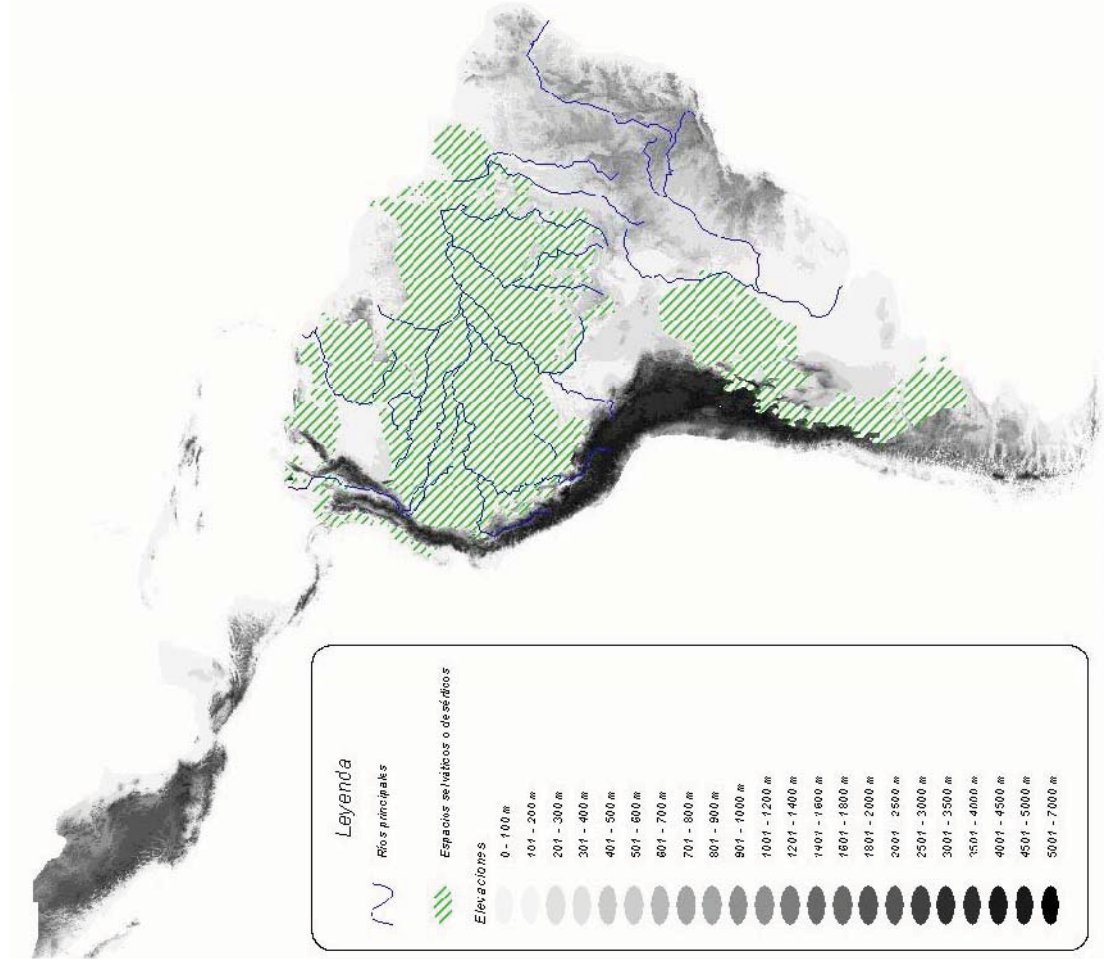 Leyenda
Ríos principales
Espacios selváticos o desérticos
Elevaciones
0 - 100 m
101 - 200 m
201 - 300 m
301 - 400 m
401 - 500 m
501 - 600 m
601 - 700 m
701 - 800 m
801 - 900 m
901 - 1000 m
1001 - 1200 m
1201 - 1400 m
1401 - 1600 m
1601 - 1800 m
1801 - 2000 m
2001 - 2500 m
2501 - 3000 m
3001 - 3500 m
3501 - 4000 m
4001 - 4500 m
4501 - 5000 m
5001 - 7000 m